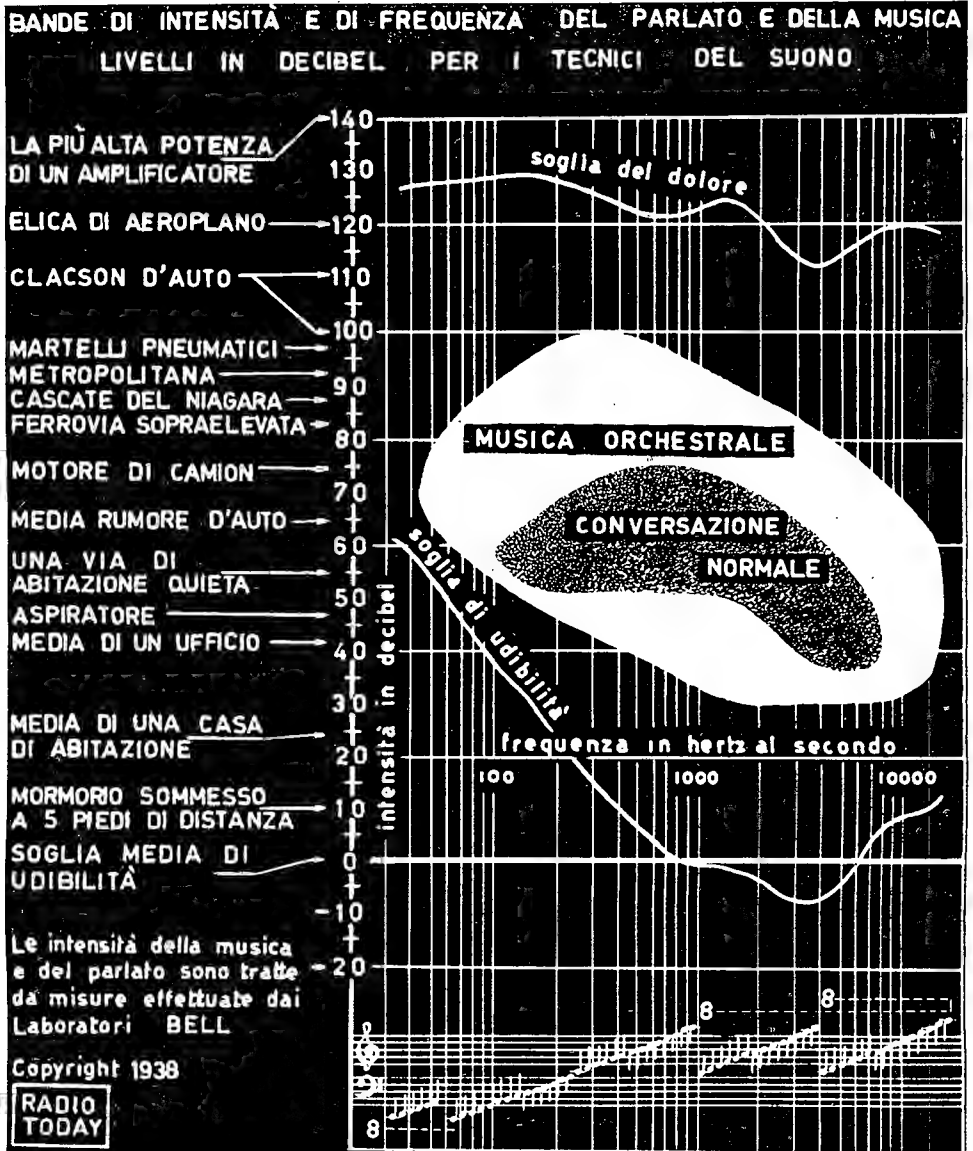 BANDE DI INTENSITÀ E DI FREQUENZA DEL PARLATO E DELLA MUSICA
LIVELLI IN DECIBEL PER I TECNICI DEL SUONO
LA PIÙ ALTA POTENZA
DI UN AMPLIFICATORE
ELICA DI AEROPLANO
CLACSON D'AUTO
MARTELLI PNEUMATICI
METROPOLITANA
CASCATE DEL NIAGARA
FERROVIA SOPRAELEVATA
MOTORE DI CAMION
MEDIA RUMORE D'AUTO
UNA VIA DI
ABITAZIONE QUIETA
ASPIRATORE
MEDIA DI UN UFFICIO
MEDIA DI UNA CASA
DI ABITAZIONE
MORMORIO SOMMESSO
A 5 PIEDI DI DISTANZA
SOGLIA MEDIA DI
UDIBILITÀ
Le intensità della musica
e del parlato sono tratte
da misure effettuate dai
Laboratori BELL
Copyright 1938
RADIO
TODAY
140
130
120
110
100
90
80
70
60
50
40
30
20
10
0
-10
-20
intensità in decibel
soglia del dolore
MUSICA ORCHESTRALE
CONVERSAZIONE
NORMALE
soglia di udibilità
frequenza in hertz al secondo
100 1000 10000
8 8
8